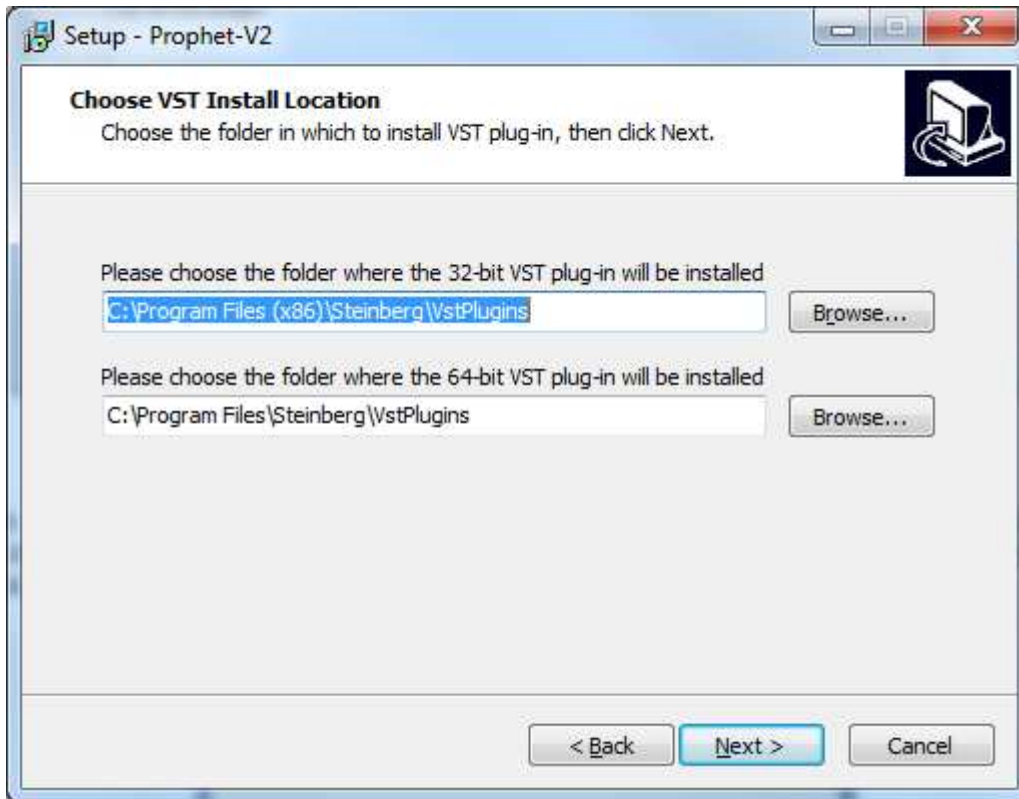 Setup - Prophet-V2
Choose VST Install Location
Choose the folder in which to install VST plug-in, then click Next.
Please choose the folder where the 32-bit VST plug-in will be installed
C:\Program Files (x86)\Steinberg\VstPlugins
Browse...
Please choose the folder where the 64-bit VST plug-in will be installed
C:\Program Files\Steinberg\VstPlugins
Browse...
< Back
Next >
Cancel